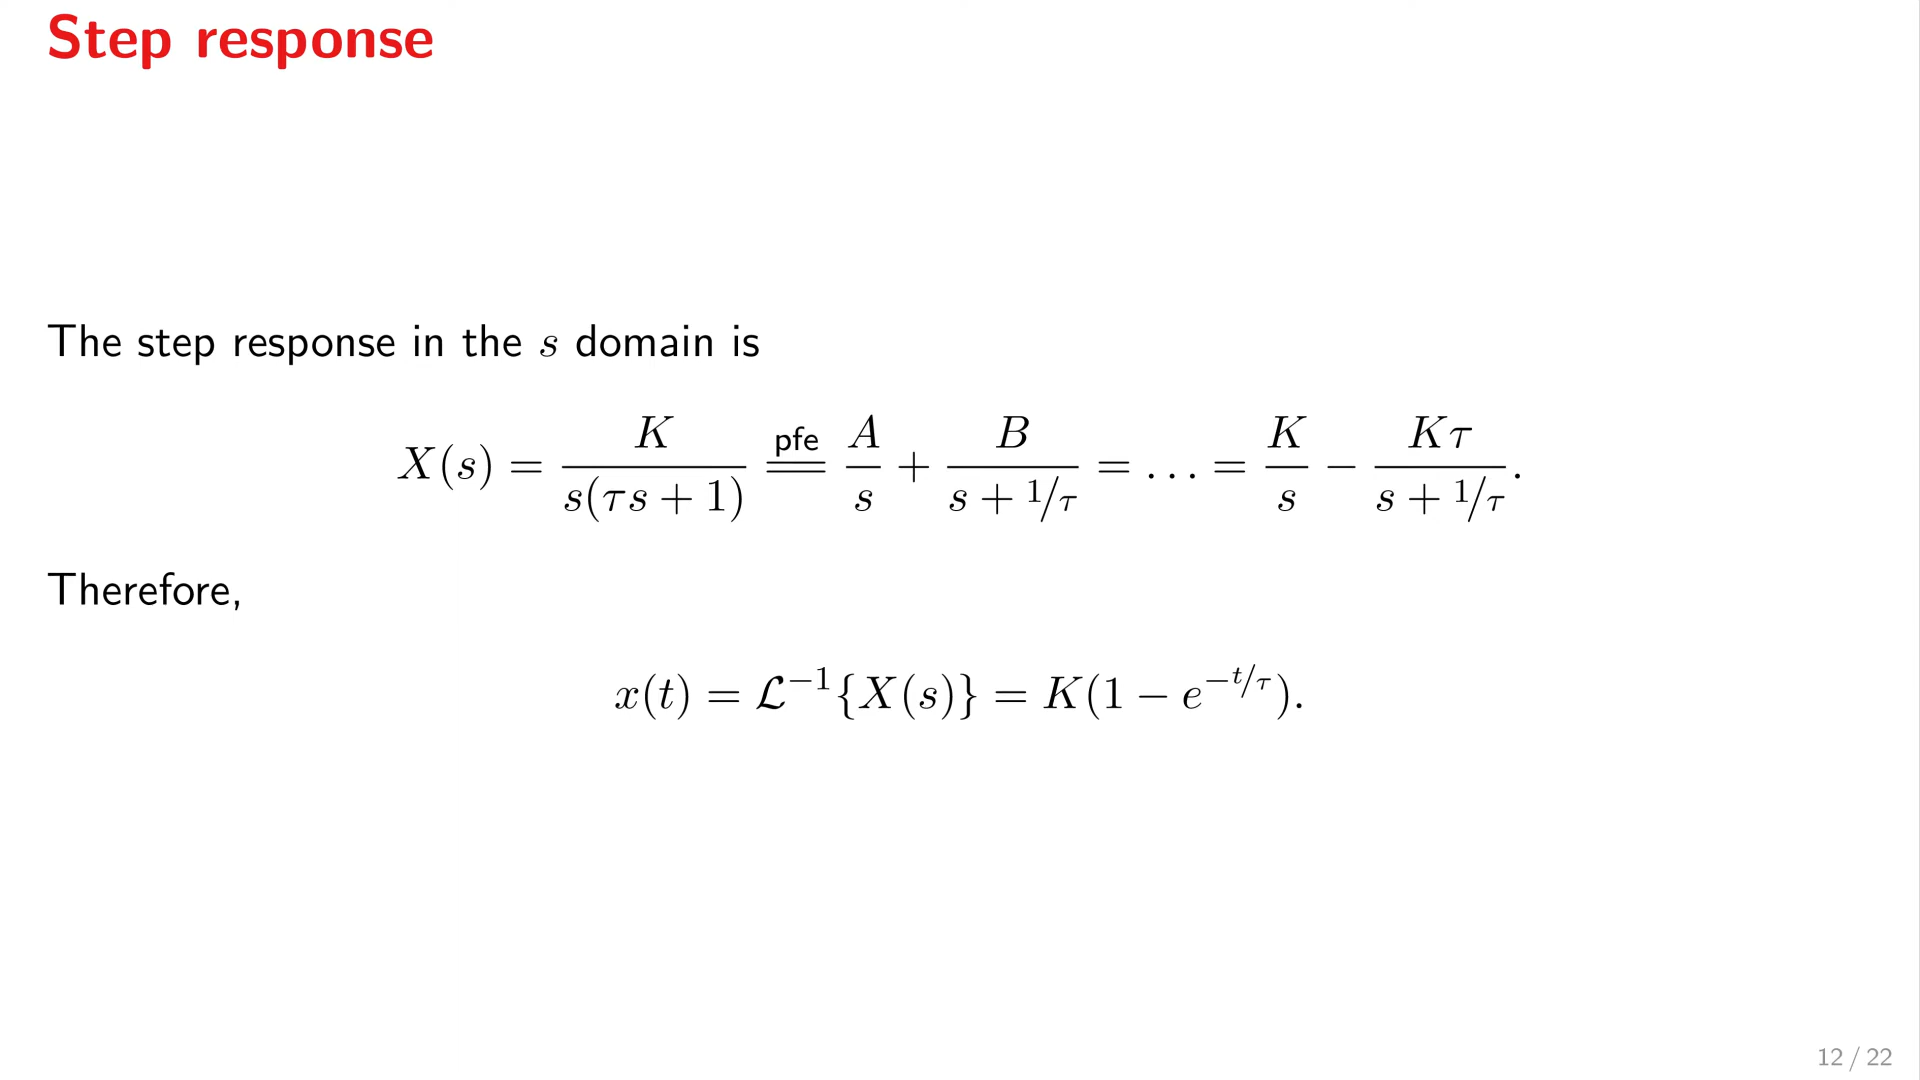 Step response
The step response in the s domain is
X(s) = K / s(τs + 1) =pfe= A / s + B / s + 1/τ = . . . = K / s − Kτ / s + 1/τ .
Therefore,
x(t) = ℒ⁻¹{X(s)} = K(1 − e^{−t/τ}).
12 / 22